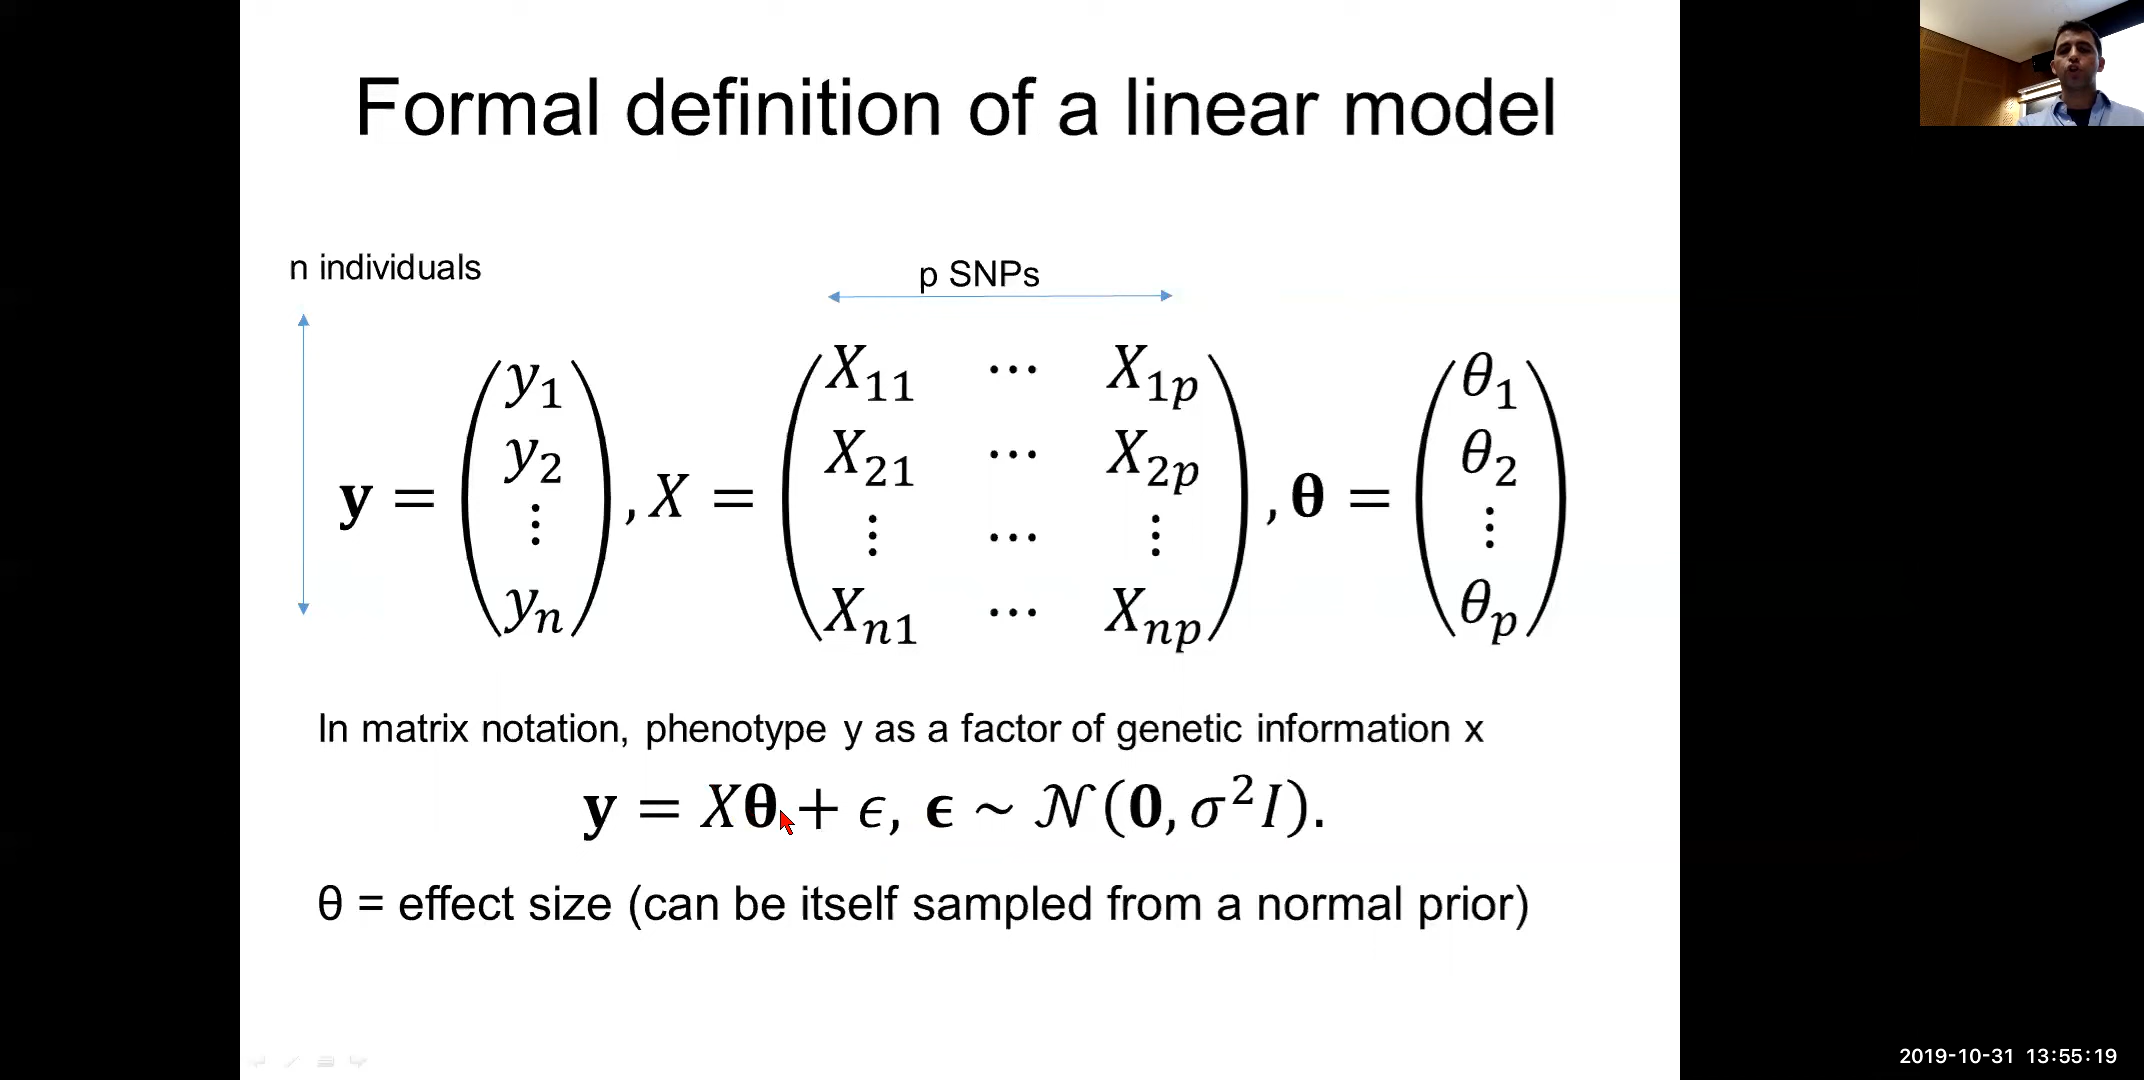 Formal definition of a linear model
n individuals
p SNPs
𝐲 = (y₁ y₂ ⋮ yₙ), X = (X₁₁ ⋯ X₁ₚ X₂₁ ⋯ X₂ₚ ⋮ ⋯ ⋮ Xₙ₁ ⋯ Xₙₚ), 𝛉 = (θ₁ θ₂ ⋮ θₚ)
In matrix notation, phenotype y as a factor of genetic information x
𝐲 = X𝛉 + ϵ, 𝛜 ~ 𝒩(𝟎, σ²I).
θ = effect size (can be itself sampled from a normal prior)
2019-10-31 13:55:19